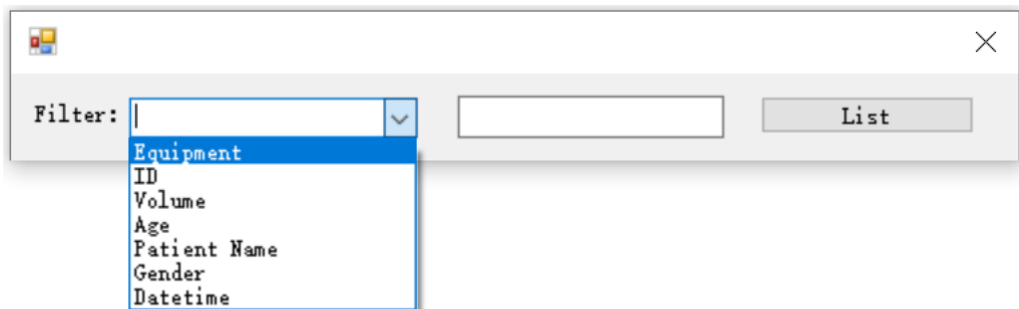 Filter:
List
Equipment
ID
Volume
Age
Patient Name
Gender
Datetime